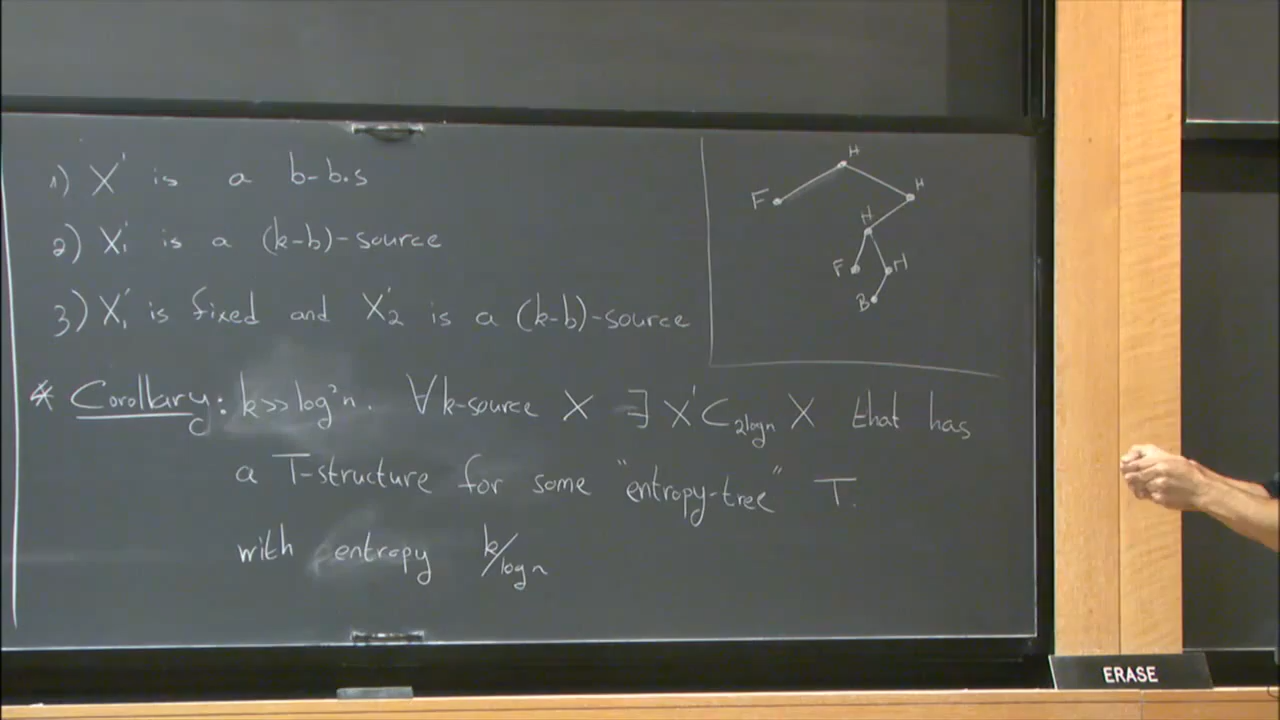 1) X' is a b-b.s
2) X'₁ is a (k-b)-source
3) X'₁ is fixed and X'₂ is a (k-b)-source
* Corollary: k>>log²n. ∀k-source X ∃ X'⊂₂logn X that has
a T-structure for some "entropy-tree" T.
with entropy k/logn
H
F
H
H
F
H
B
ERASE